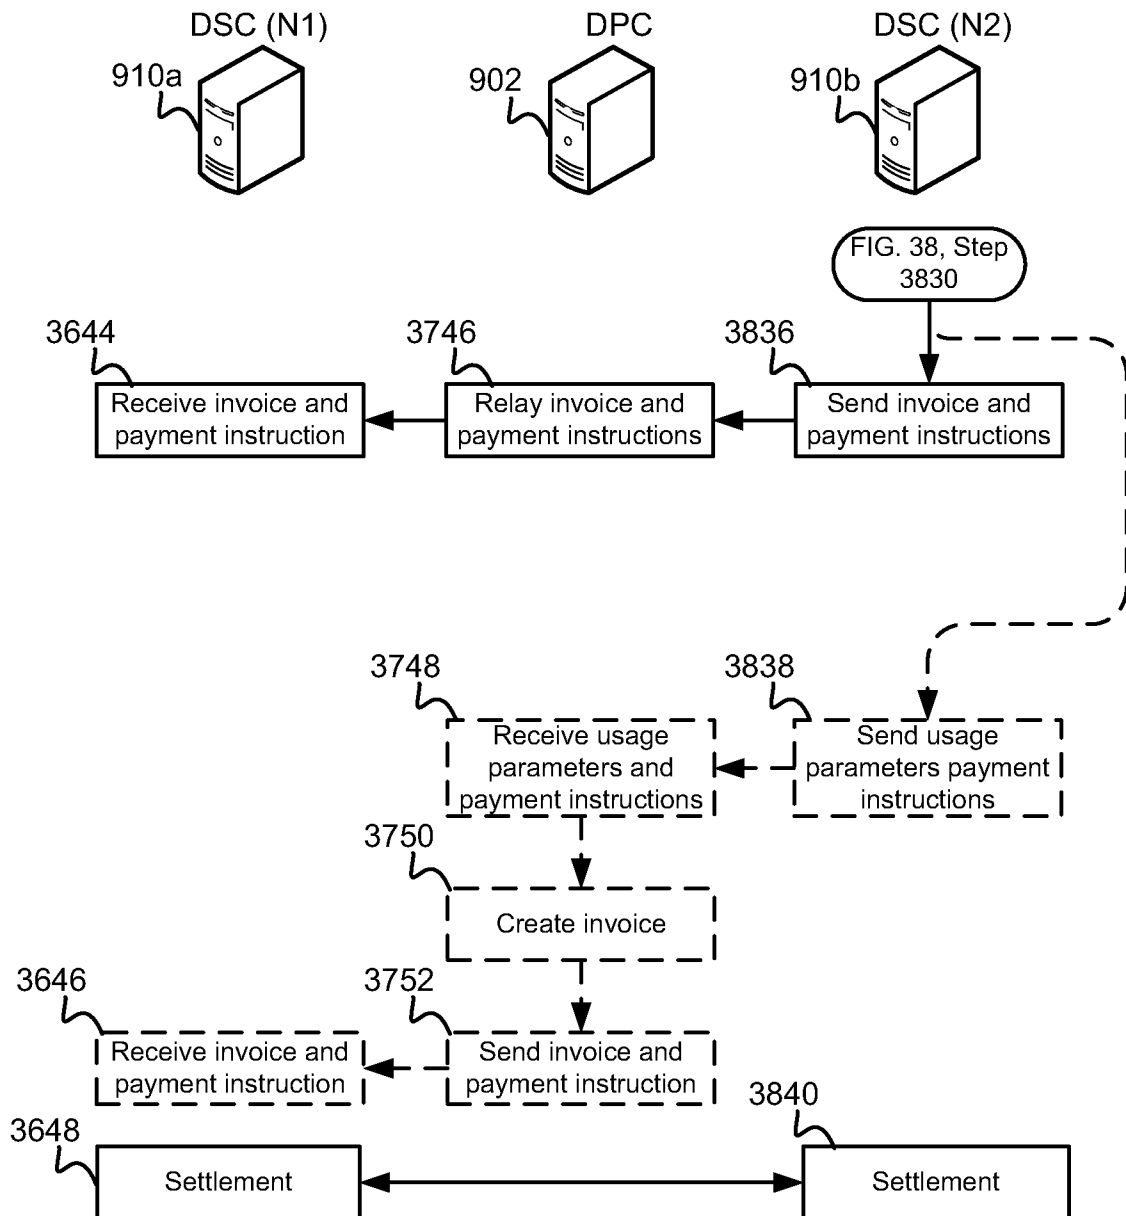 DSC (N1)
DPC
DSC (N2)
910a
902
910b
FIG. 38, Step
3830
3644
3746
3836
Receive invoice and
payment instruction
Relay invoice and
payment instructions
Send invoice and
payment instructions
3748
3838
Receive usage
parameters and
payment instructions
Send usage
parameters payment
instructions
3750
Create invoice
3646
3752
Receive invoice and
payment instruction
Send invoice and
payment instruction
3648
3840
Settlement
Settlement